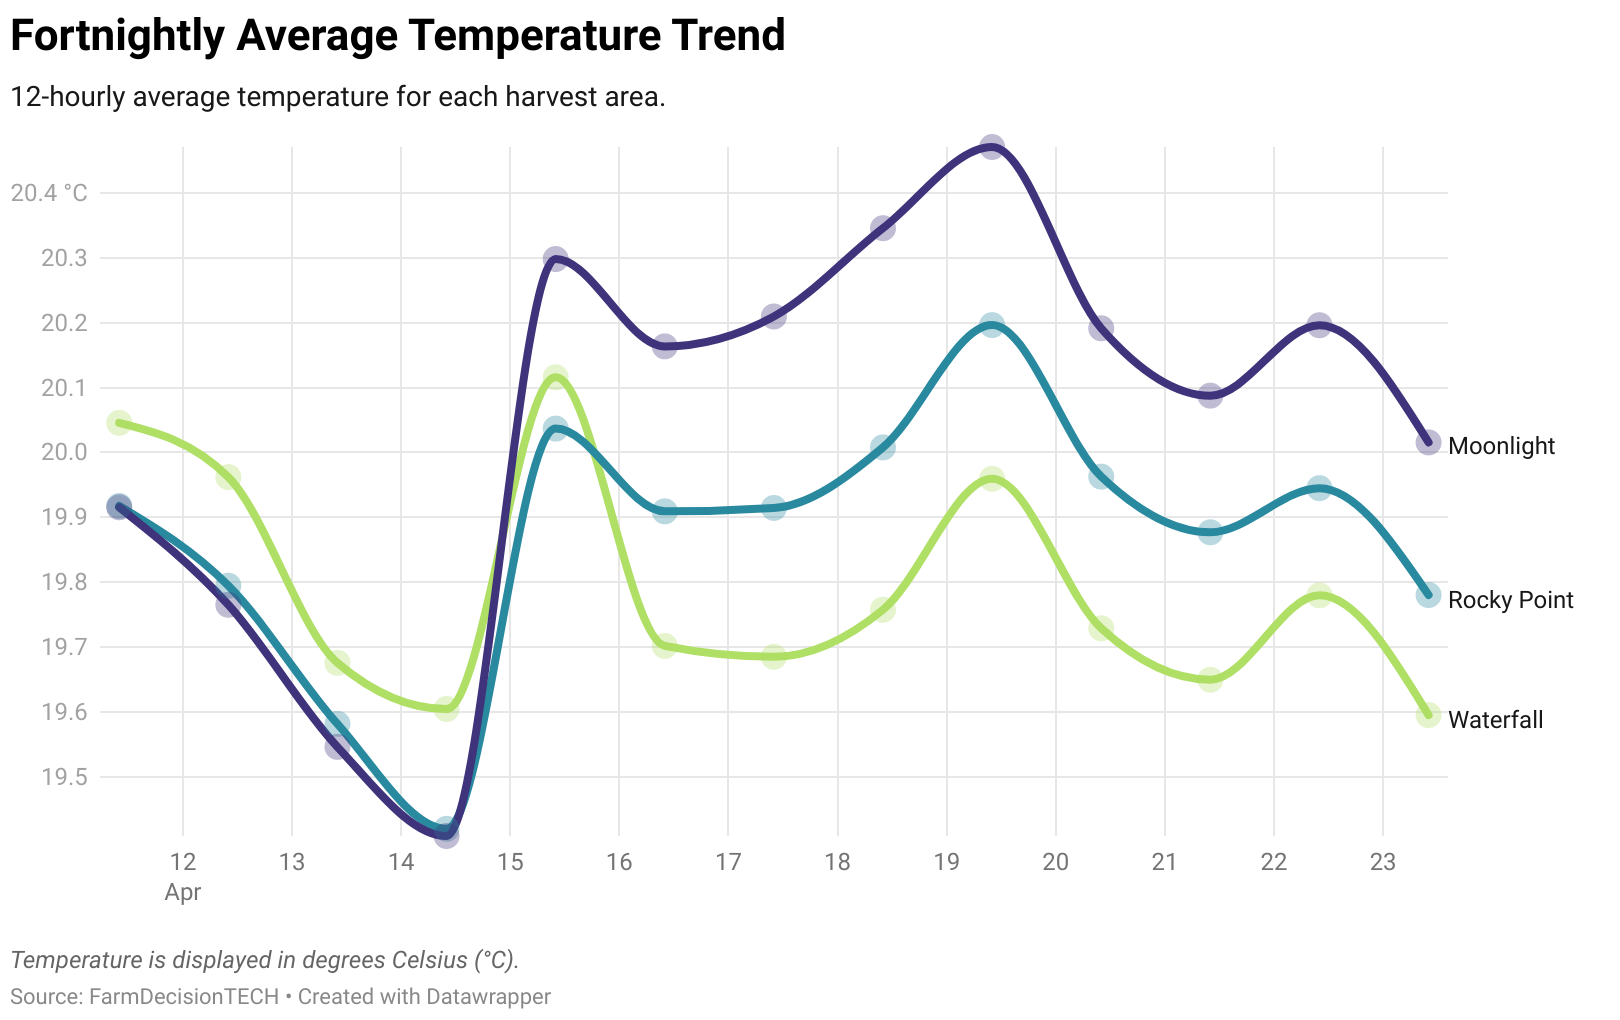 Fortnightly Average Temperature Trend
12-hourly average temperature for each harvest area.
20.4 °C
20.3
20.2
20.1
20.0
19.9
19.8
19.7
19.6
19.5
Moonlight
Rocky Point
Waterfall
12 13 14 15 16 17 18 19 20 21 22 23
Apr
Temperature is displayed in degrees Celsius (°C).
Source: FarmDecisionTECH • Created with Datawrapper